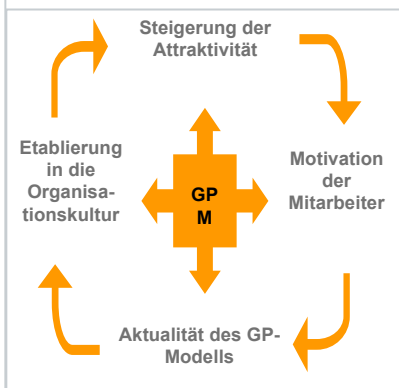 Steigerung der
Attraktivität
Etablierung
in die
Organisa-
tionskultur
GP
M
Motivation
der
Mitarbeiter
Aktualität des GP-
Modells